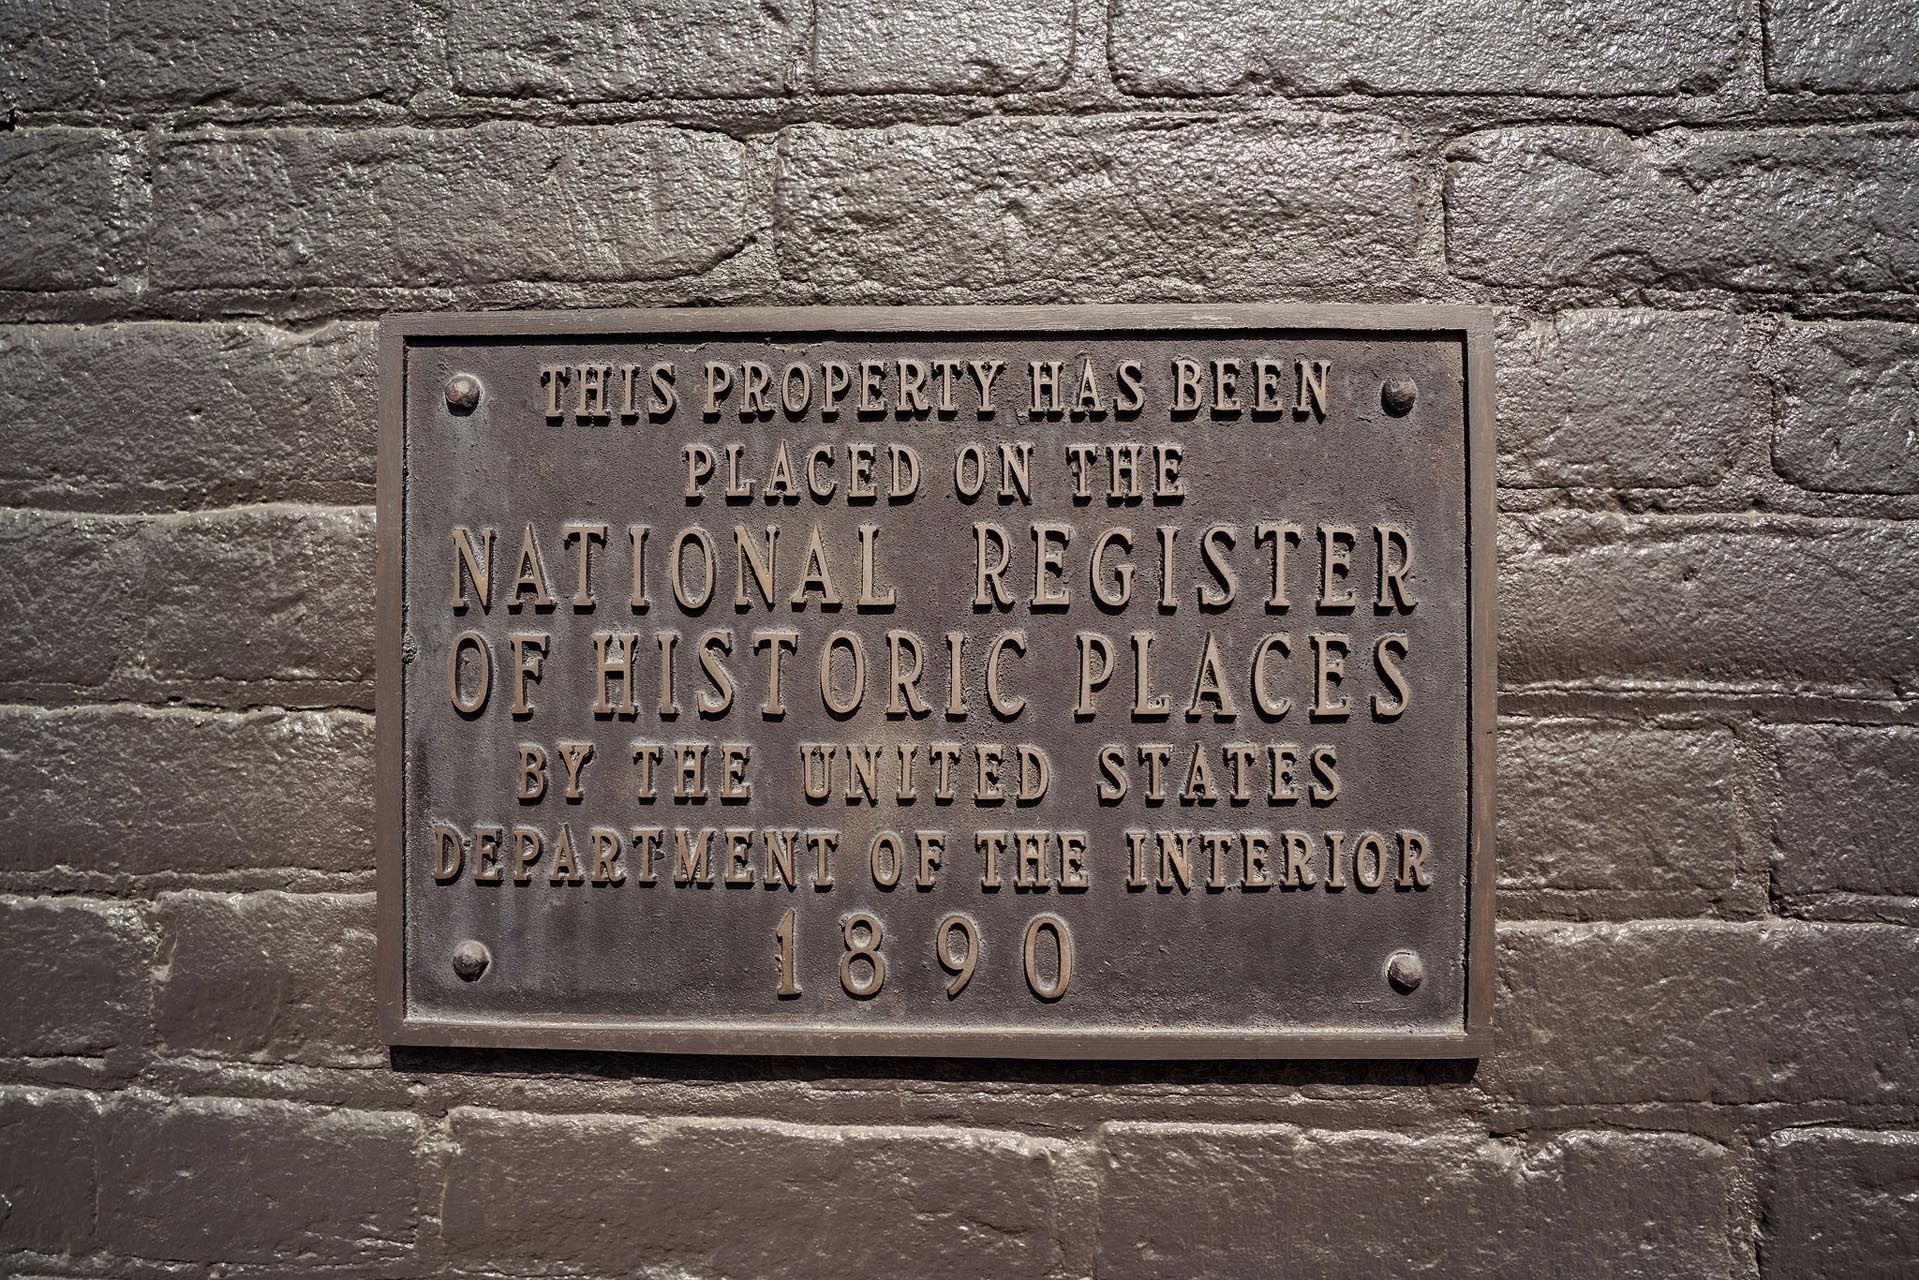 THIS PROPERTY HAS BEEN
PLACED ON THE
NATIONAL REGISTER
OF HISTORIC PLACES
BY THE UNITED STATES
DEPARTMENT OF THE INTERIOR
1890